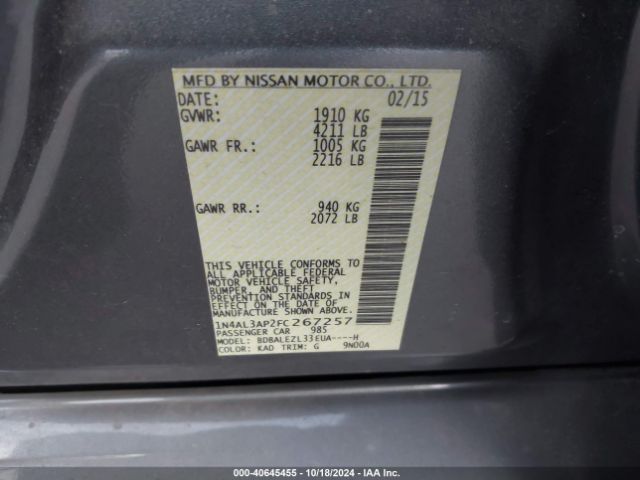 MFD BY NISSAN MOTOR CO., LTD.
DATE: 02/15
GVWR: 1910 KG
4211 LB
GAWR FR.: 1005 KG
2216 LB
GAWR RR.: 940 KG
2072 LB
THIS VEHICLE CONFORMS TO
ALL APPLICABLE FEDERAL
MOTOR VEHICLE SAFETY,
BUMPER, AND THEFT
PREVENTION STANDARDS IN
EFFECT ON THE DATE OF
MANUFACTURE SHOWN ABOVE.
1N4AL3AP2FC267257
PASSENGER CAR 985
MODEL: BDBALEZL33EUA----H
COLOR: KAD TRIM: G 9N00A
000-40645455 - 10/18/2024 - IAA Inc.